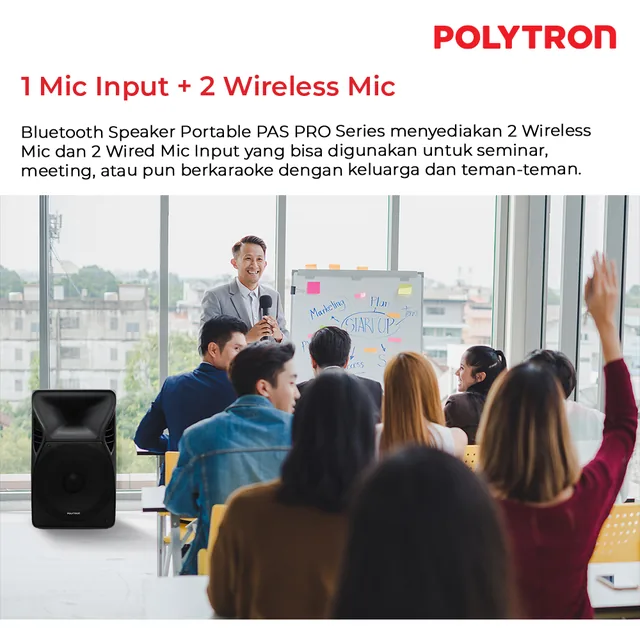 POLYTRON
1 Mic Input + 2 Wireless Mic
Bluetooth Speaker Portable PAS PRO Series menyediakan 2 Wireless
Mic dan 2 Wired Mic Input yang bisa digunakan untuk seminar,
meeting, atau pun berkaraoke dengan keluarga dan teman-teman.
Marketing
Plan
START UP
POLYTRON